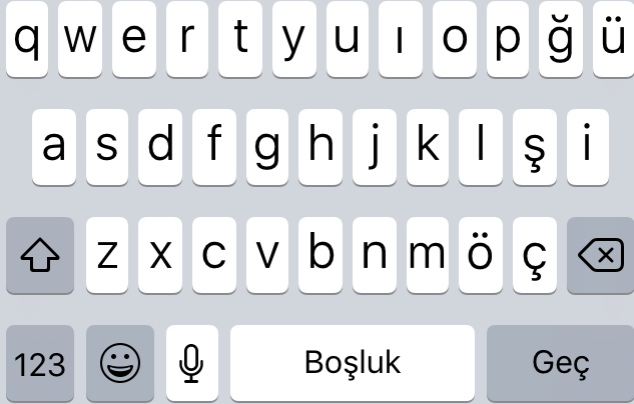 q w e r t y u ı o p ğ ü
a s d f g h j k l ş i
z x c v b n m ö ç
123 Boşluk Geç